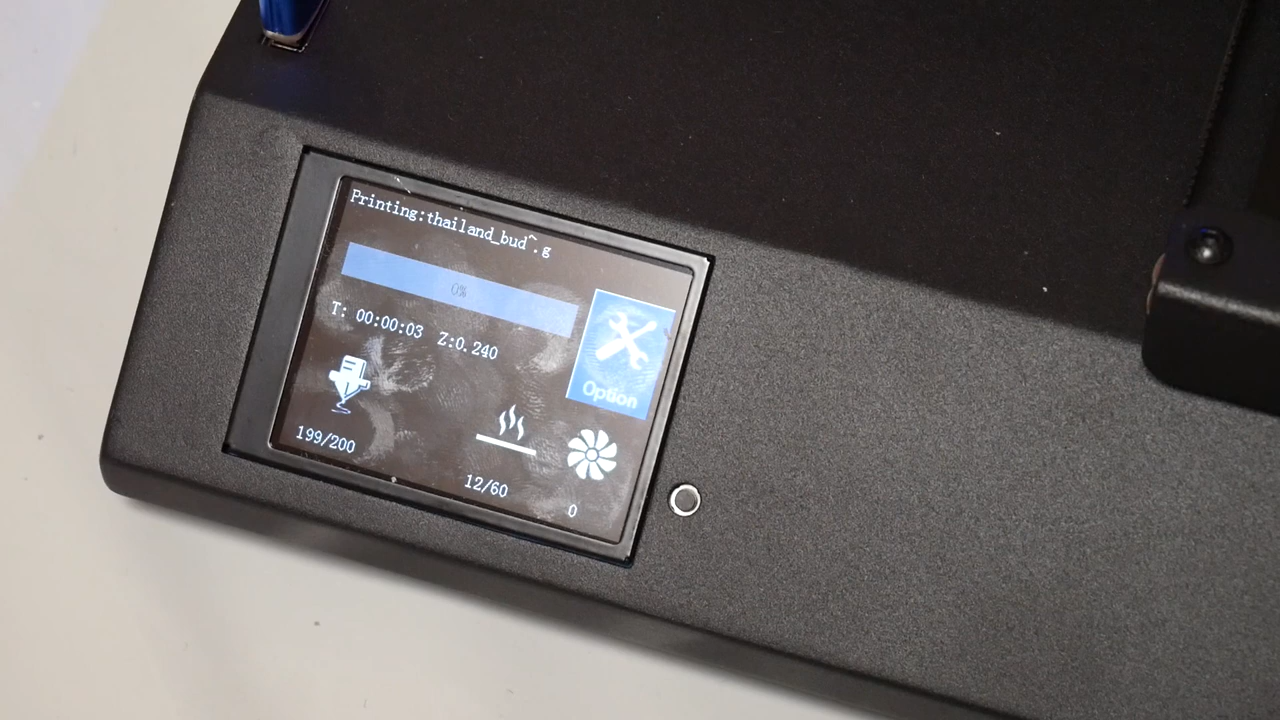 Printing:thailand_bud^.g
0%
T: 00:00:03 Z:0.240
Option
199/200
12/60
0